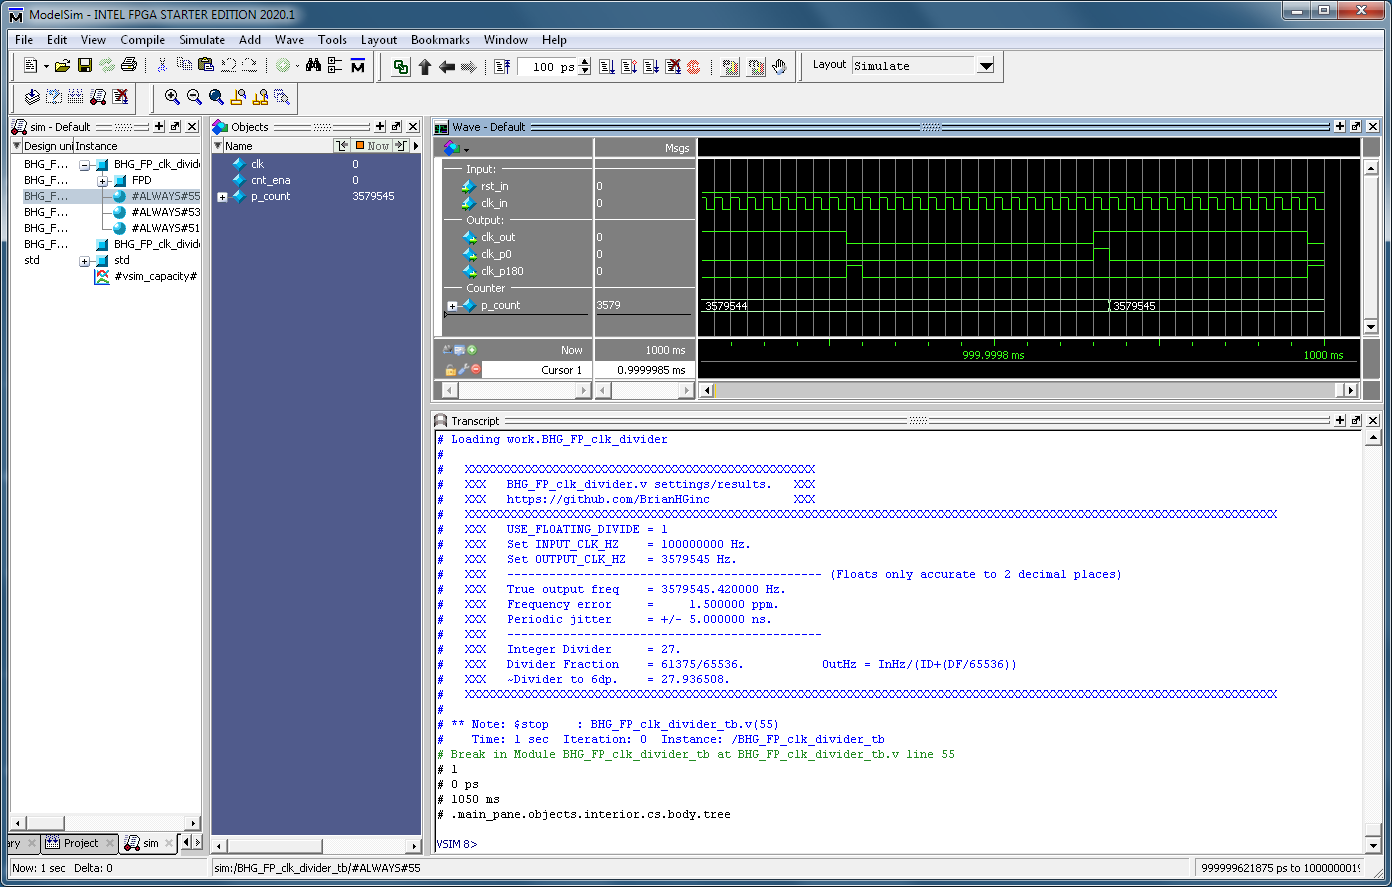 ModelSim - INTEL FPGA STARTER EDITION 2020.1
File Edit View Compile Simulate Add Wave Tools Layout Bookmarks Window Help
100 ps
Layout Simulate
sim - Default
Design un Instance
BHG_F... BHG_FP_clk_divid
BHG_F... FPD
BHG_F... #ALWAYS#55
BHG_F... #ALWAYS#53
BHG_F... #ALWAYS#51
BHG_F... BHG_FP_clk_divid
std std
#vsim_capacity#
ary Project sim
Objects
Name Now
clk 0
cnt_ena 0
p_count 3579545
Wave - Default
Msgs
Input:
rst_in 0
clk_in 0
Output:
clk_out 0
clk_p0 0
clk_p180 0
Counter
p_count 3579 3579544 3579545
Now 1000 ms 999.9998 ms 1000 ms
Cursor 1 0.9999985 ms
Transcript
# Loading work.BHG_FP_clk_divider
#
# XXXXXXXXXXXXXXXXXXXXXXXXXXXXXXXXXXXXXXXXXXXXXXXXXX
# XXX BHG_FP_clk_divider.v settings/results. XXX
# XXX https://github.com/BrianHGinc XXX
# XXXXXXXXXXXXXXXXXXXXXXXXXXXXXXXXXXXXXXXXXXXXXXXXXXXXXXXXXXXXXXXXXXXXXXXXXXXXXXXXXXXXXXXXXXXXXXXXXXXXXXXXXXXXXXXXXXXX
# XXX USE_FLOATING_DIVIDE = 1
# XXX Set INPUT_CLK_HZ = 100000000 Hz.
# XXX Set OUTPUT_CLK_HZ = 3579545 Hz.
# XXX --------------------------------------------- (Floats only accurate to 2 decimal places)
# XXX True output freq = 3579545.420000 Hz.
# XXX Frequency error = 1.500000 ppm.
# XXX Periodic jitter = +/- 5.000000 ns.
# XXX ---------------------------------------------
# XXX Integer Divider = 27.
# XXX Divider Fraction = 61375/65536. OutHz = InHz/(ID+(DF/65536))
# XXX ~Divider to 6dp. = 27.936508.
# XXXXXXXXXXXXXXXXXXXXXXXXXXXXXXXXXXXXXXXXXXXXXXXXXXXXXXXXXXXXXXXXXXXXXXXXXXXXXXXXXXXXXXXXXXXXXXXXXXXXXXXXXXXXXXXXXXXX
#
# ** Note: $stop : BHG_FP_clk_divider_tb.v(55)
# Time: 1 sec Iteration: 0 Instance: /BHG_FP_clk_divider_tb
# Break in Module BHG_FP_clk_divider_tb at BHG_FP_clk_divider_tb.v line 55
# 1
# 0 ps
# 1050 ms
# .main_pane.objects.interior.cs.body.tree
VSIM 8>
Now: 1 sec Delta: 0 sim:/BHG_FP_clk_divider_tb/#ALWAYS#55 999999621875 ps to 1000000019